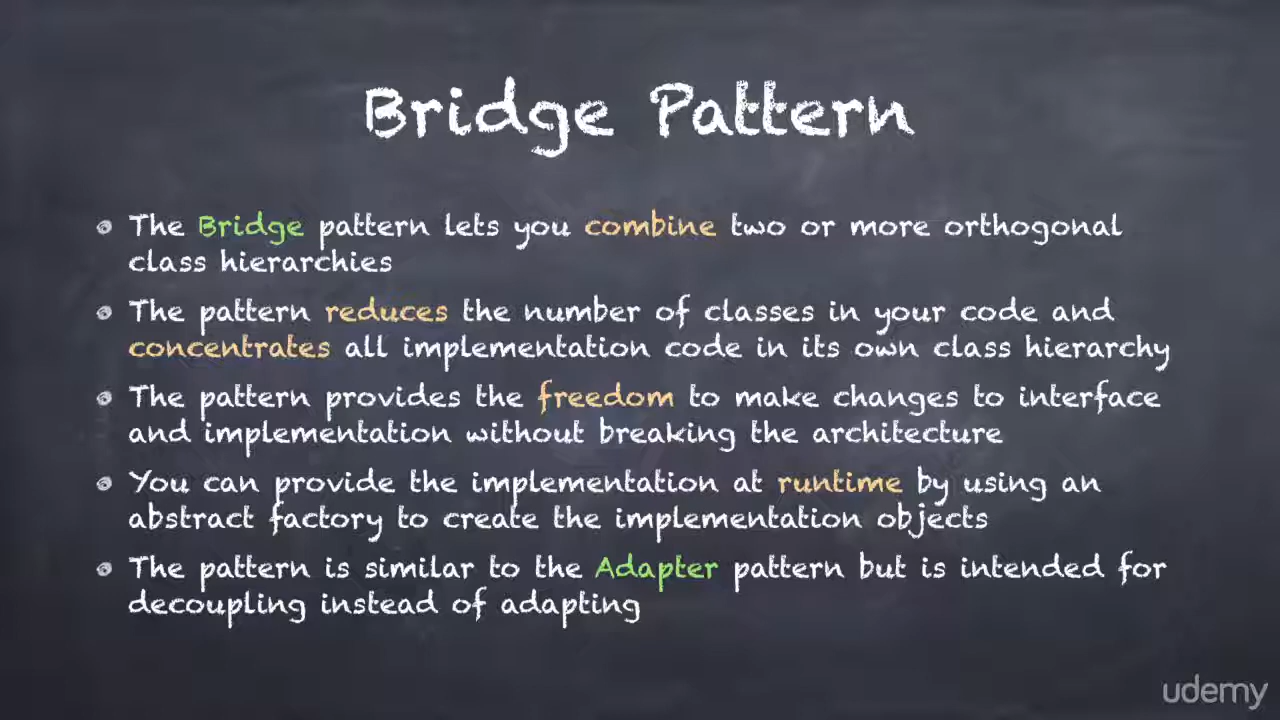 Bridge Pattern
The Bridge pattern lets you combine two or more orthogonal
class hierarchies
The pattern reduces the number of classes in your code and
concentrates all implementation code in its own class hierarchy
The pattern provides the freedom to make changes to interface
and implementation without breaking the architecture
You can provide the implementation at runtime by using an
abstract factory to create the implementation objects
The pattern is similar to the Adapter pattern but is intended for
decoupling instead of adapting
udemy